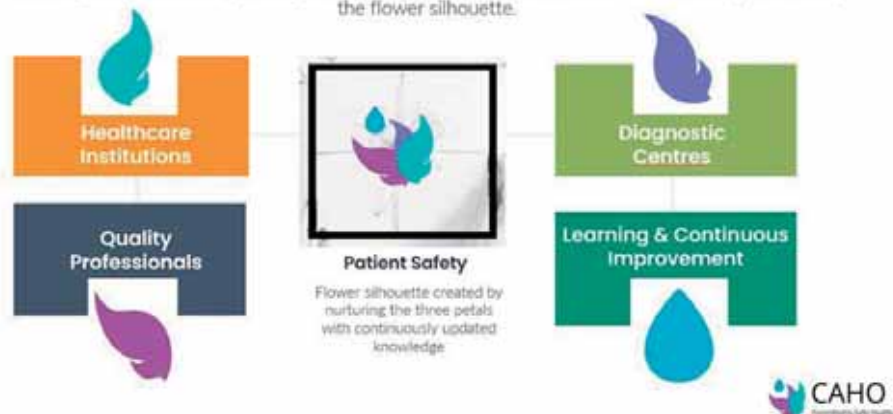 the flower silhouette.
Healthcare
Institutions
Diagnostic
Centres
Quality
Professionals
Learning & Continuous
Improvement
Patient Safety
Flower silhouette created by
nurturing the three petals
with continuously updated
knowledge
CAHO